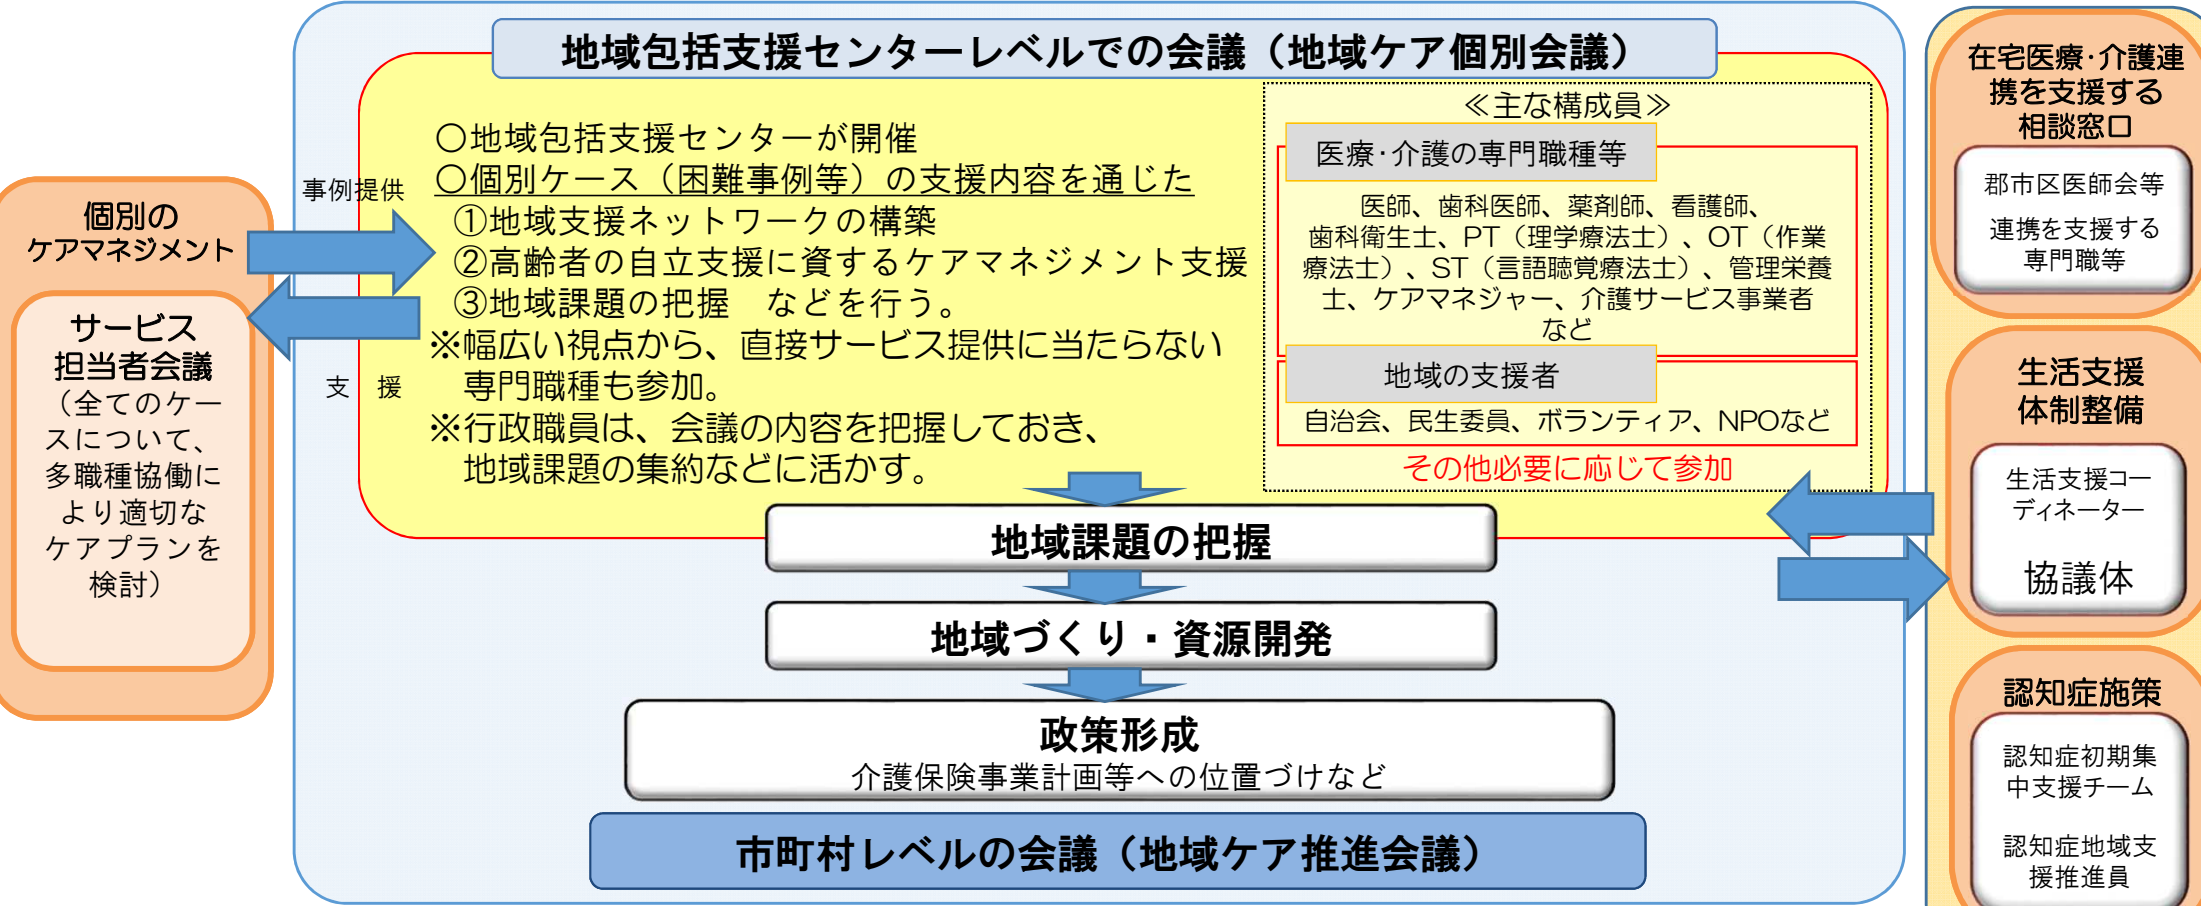 地域包括支援センターレベルでの会議（地域ケア個別会議）
〇地域包括支援センターが開催
〇個別ケース（困難事例等）の支援内容を通じた
①地域支援ネットワークの構築
②高齢者の自立支援に資するケアマネジメント支援
③地域課題の把握　などを行う。
※幅広い視点から、直接サービス提供に当たらない
専門職種も参加。
※行政職員は、会議の内容を把握しておき、
地域課題の集約などに活かす。
≪主な構成員≫
医療･介護の専門職種等
医師、歯科医師、薬剤師、看護師、
歯科衛生士、PT（理学療法士）、OT（作業
療法士）、ST（言語聴覚療法士）、管理栄養
士、ケアマネジャー、介護サービス事業者
など
地域の支援者
自治会、民生委員、ボランティア、NPOなど
その他必要に応じて参加
事例提供
支　援
個別の
ケアマネジメント
サービス
担当者会議
（全てのケー
スについて、
多職種協働に
より適切な
ケアプランを
検討）
地域課題の把握
地域づくり・資源開発
政策形成
介護保険事業計画等への位置づけなど
市町村レベルの会議（地域ケア推進会議）
在宅医療･介護連
携を支援する
相談窓口
郡市区医師会等
連携を支援する
専門職等
生活支援
体制整備
生活支援コー
ディネーター
協議体
認知症施策
認知症初期集
中支援チーム
認知症地域支
援推進員